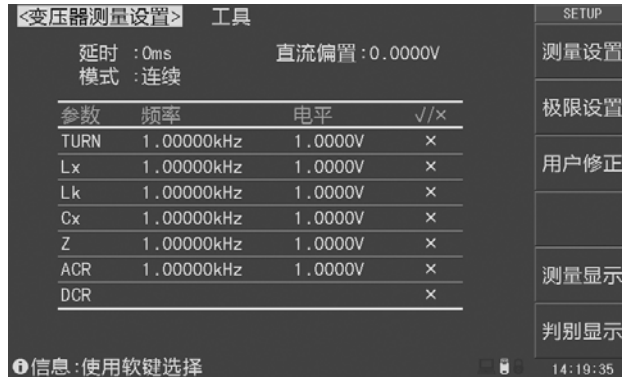 <变压器测量设置> 工具 SETUP
延时 :0ms 直流偏置:0.0000V 测量设置
模式 :连续
参数 频率 电平 √/× 极限设置
TURN 1.00000kHz 1.0000V ×
Lx 1.00000kHz 1.0000V × 用户修正
Lk 1.00000kHz 1.0000V ×
Cx 1.00000kHz 1.0000V ×
Z 1.00000kHz 1.0000V ×
ACR 1.00000kHz 1.0000V × 测量显示
DCR ×
判别显示
信息:使用软键选择 14:19:35